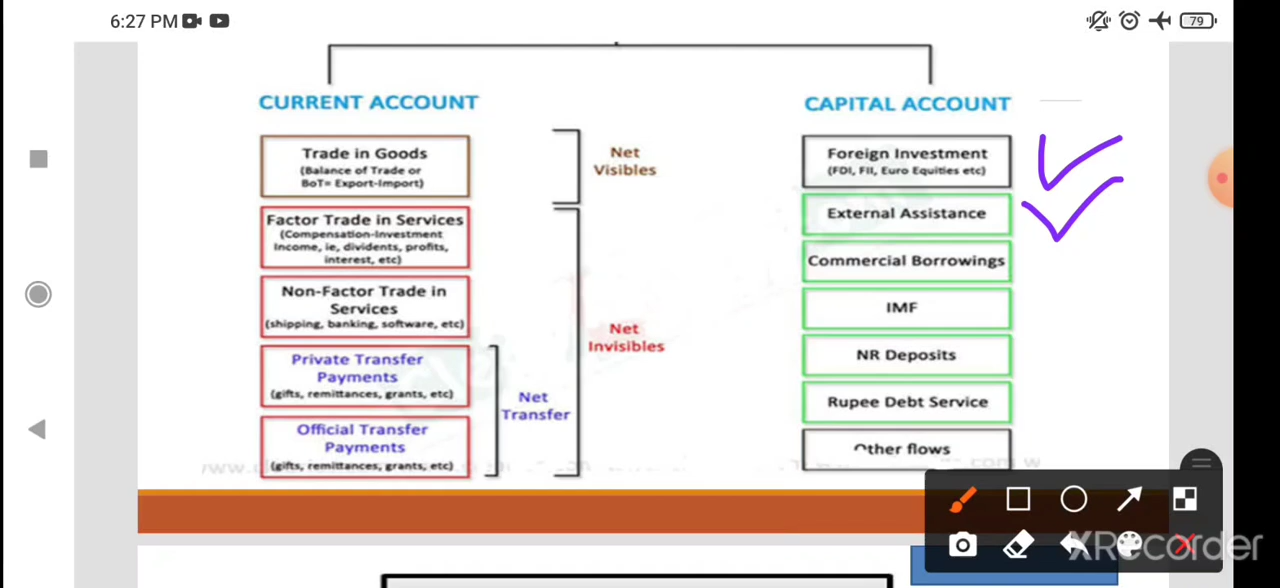 6:27 PM
79
CURRENT ACCOUNT
CAPITAL ACCOUNT
Trade in Goods
(Balance of Trade or
BoT= Export-Import)
Factor Trade in Services
(Compensation-Investment
Income, ie, dividents, profits,
interest, etc)
Non-Factor Trade in
Services
(shipping, banking, software, etc)
Private Transfer
Payments
(gifts, remittances, grants, etc)
Official Transfer
Payments
(gifts, remittances, grants, etc)
Net
Transfer
Net
Visibles
Net
Invisibles
Foreign Investment
(FDI, FII, Euro Equities etc)
External Assistance
Commercial Borrowings
IMF
NR Deposits
Rupee Debt Service
Other flows
XRecorder